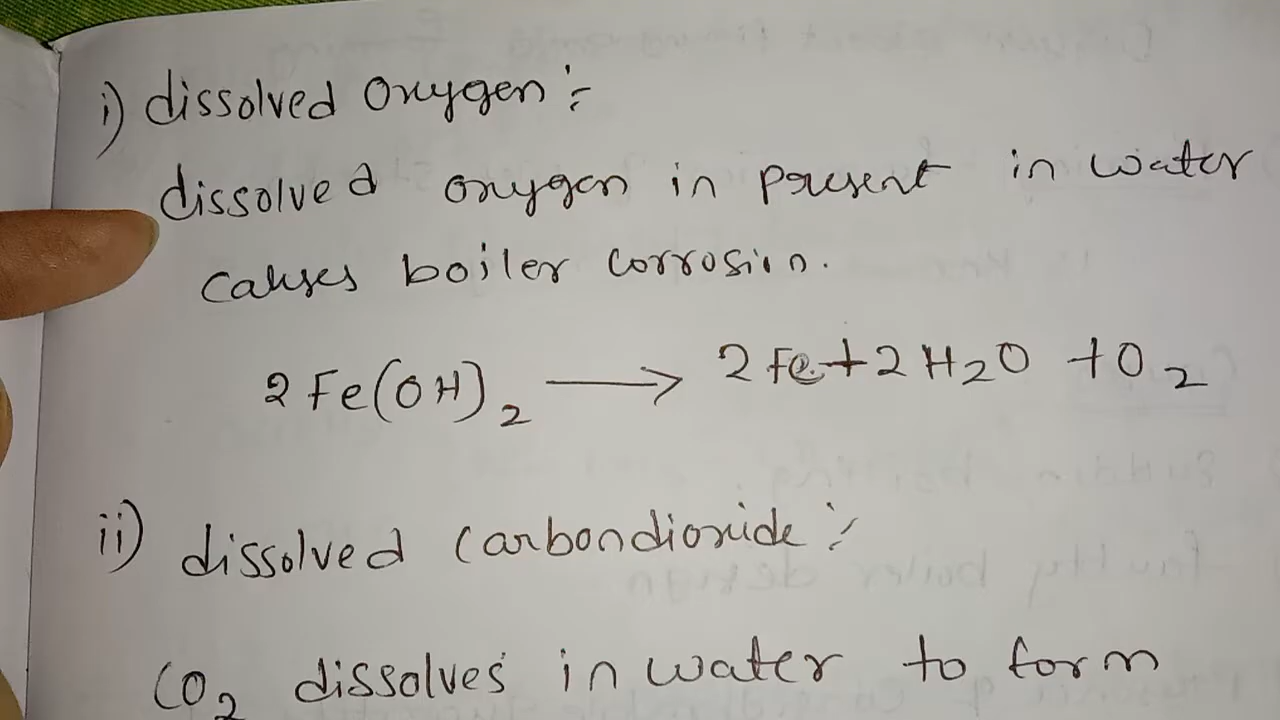 i) dissolved Oxygen :-
dissolved oxygen in present in water
causes boiler corrosion.
2 Fe(OH)₂ ⟶ 2 Fe + 2 H₂O + O₂
ii) dissolved carbondioxide :-
CO₂ dissolves in water to form